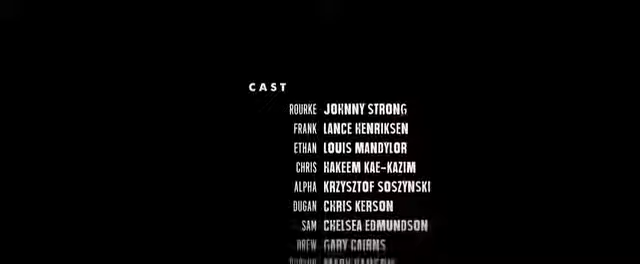 CAST
ROURKE JOHNNY STRONG
FRANK LANCE HENRIKSEN
ETHAN LOUIS MANDYLOR
CHRIS HAKEEM KAE-KAZIM
ALPHA KRZYSZTOF SOSZYNSKI
DUGAN CHRIS KERSON
SAM CHELSEA EDMUNDSON
DREW GARY CAIRNS